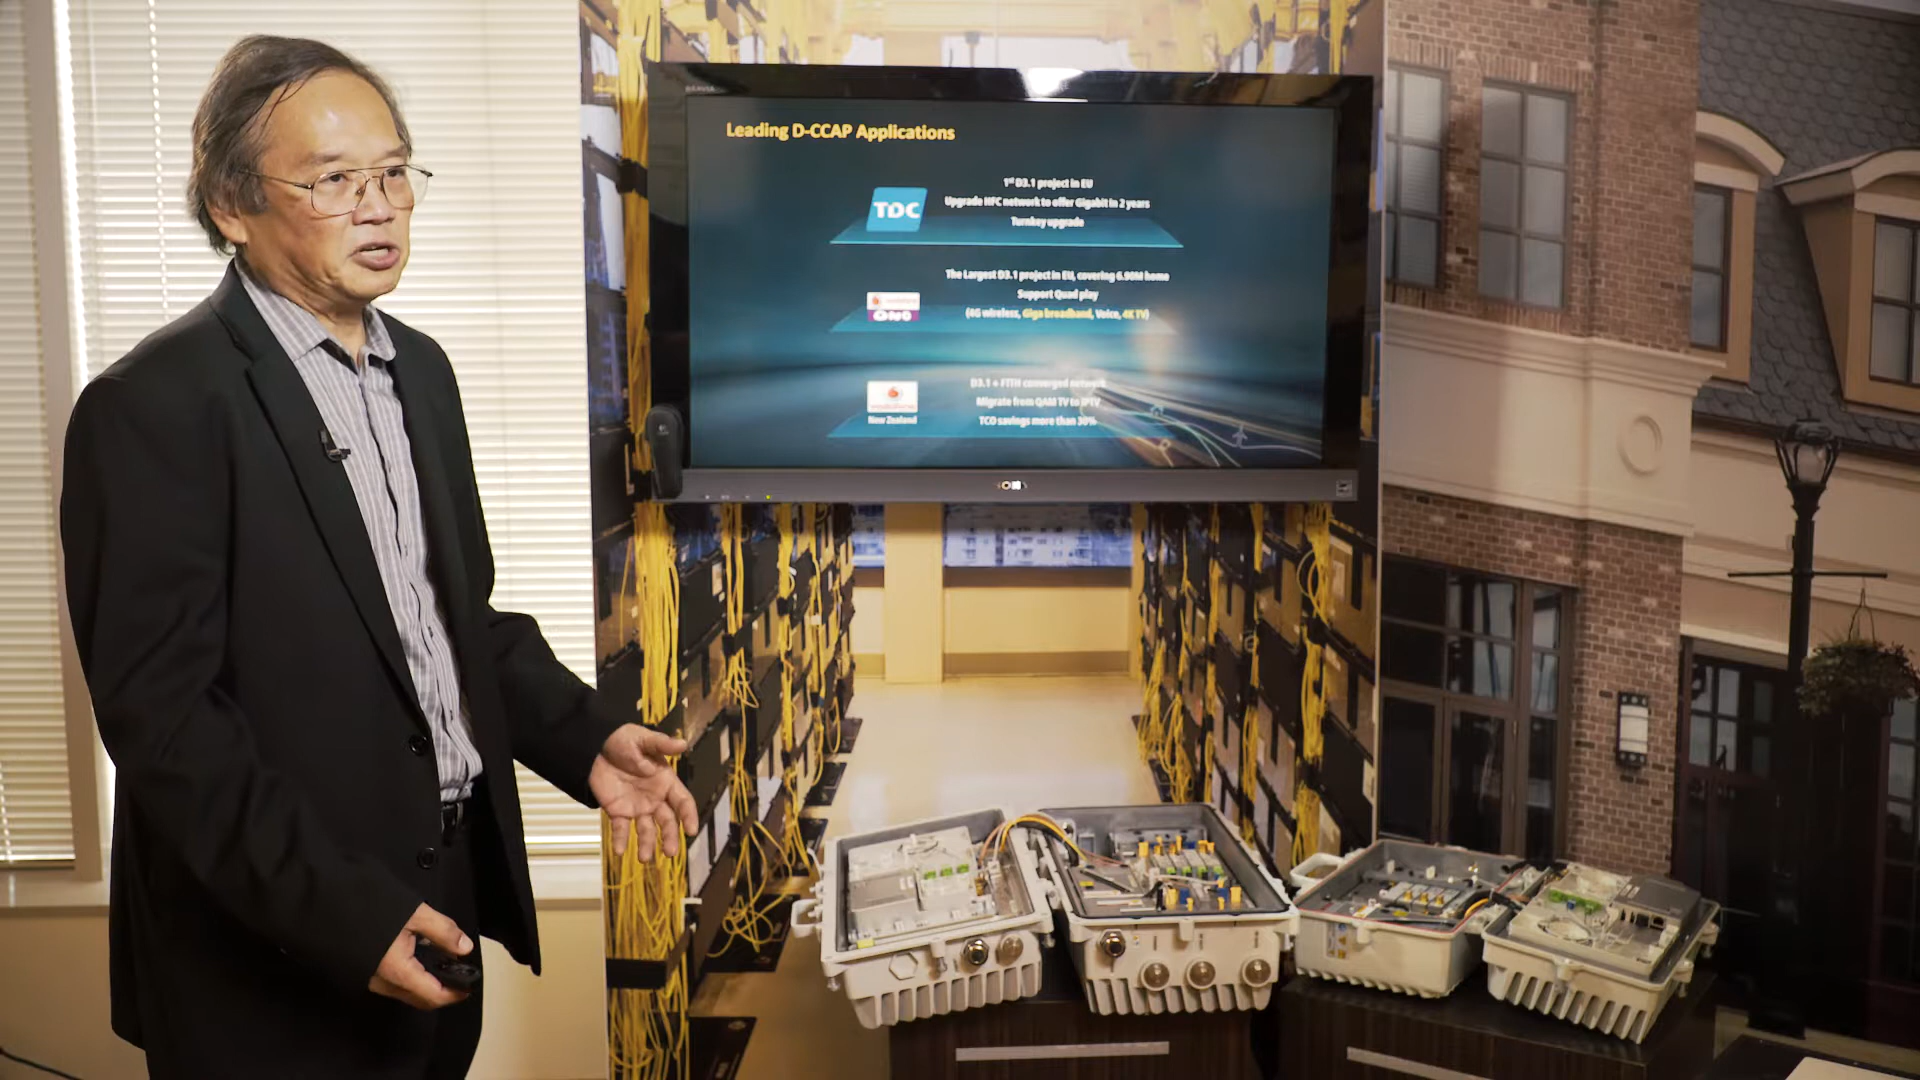 BRAVIA
Leading D-CCAP Applications
TDC
1st D3.1 project in EU
Upgrade HFC network to offer Gigabit in 2 years
Turnkey upgrade
The Largest D3.1 project in EU, covering 6.90M home
ono
Support Quad play
(4G wireless, Giga broadband, Voice, 4K TV)
D3.1 + FTTH converged network
Migrate from QAM TV to IPTV
New Zealand
TCO savings more than 30%